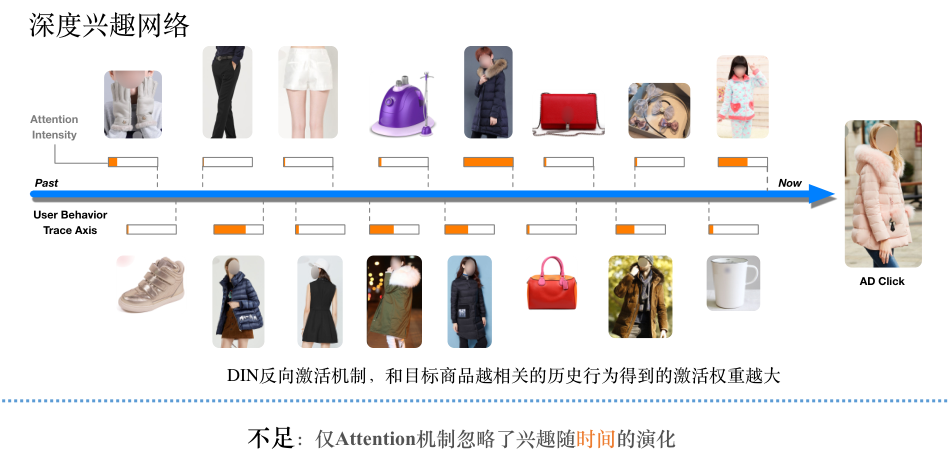 深度兴趣网络
Attention
Intensity
Past
Now
User Behavior
Trace Axis
AD Click
DIN反向激活机制，和目标商品越相关的历史行为得到的激活权重越大
不足：仅Attention机制忽略了兴趣随时间的演化